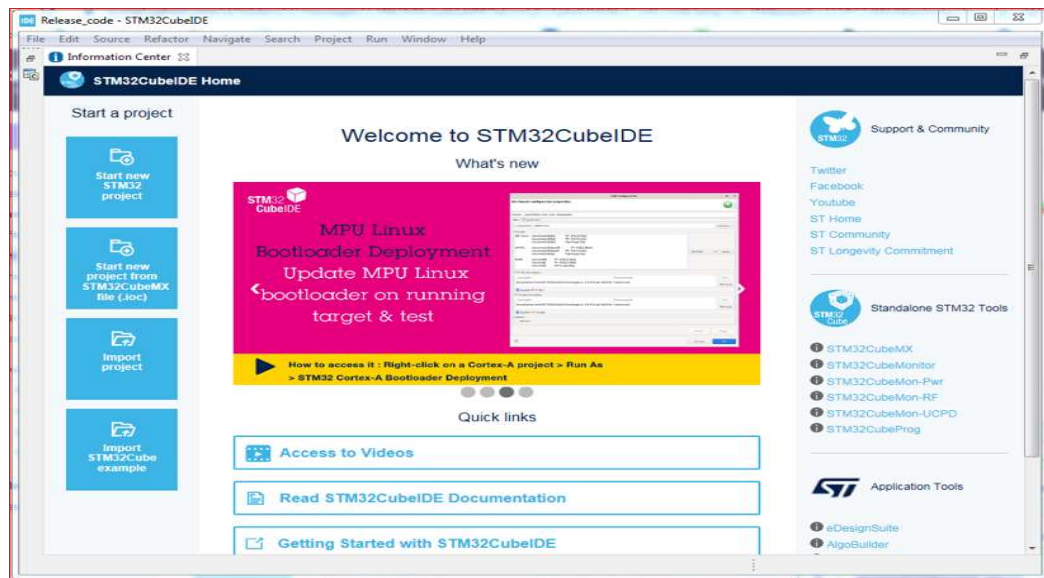 IDE Release_code - STM32CubeIDE
File Edit Source Refactor Navigate Search Project Run Window Help
Information Center
STM32CubeIDE Home
Start a project
Start new
STM32
project
Start new
project from
STM32CubeMX
file (.ioc)
Import
project
Import
STM32Cube
example
Welcome to STM32CubeIDE
What's new
STM32
CubeIDE
MPU Linux
Bootloader Deployment
Update MPU Linux
bootloader on running
target & test
How to access it : Right-click on a Cortex-A project > Run As
> STM32 Cortex-A Bootloader Deployment
Quick links
Access to Videos
Read STM32CubeIDE Documentation
Getting Started with STM32CubeIDE
STM32
Support & Community
Twitter
Facebook
Youtube
ST Home
ST Community
ST Longevity Commitment
STM32
Cube
Standalone STM32 Tools
STM32CubeMX
STM32CubeMonitor
STM32CubeMon-Pwr
STM32CubeMon-RF
STM32CubeMon-UCPD
STM32CubeProg
Application Tools
eDesignSuite
AlgoBuilder